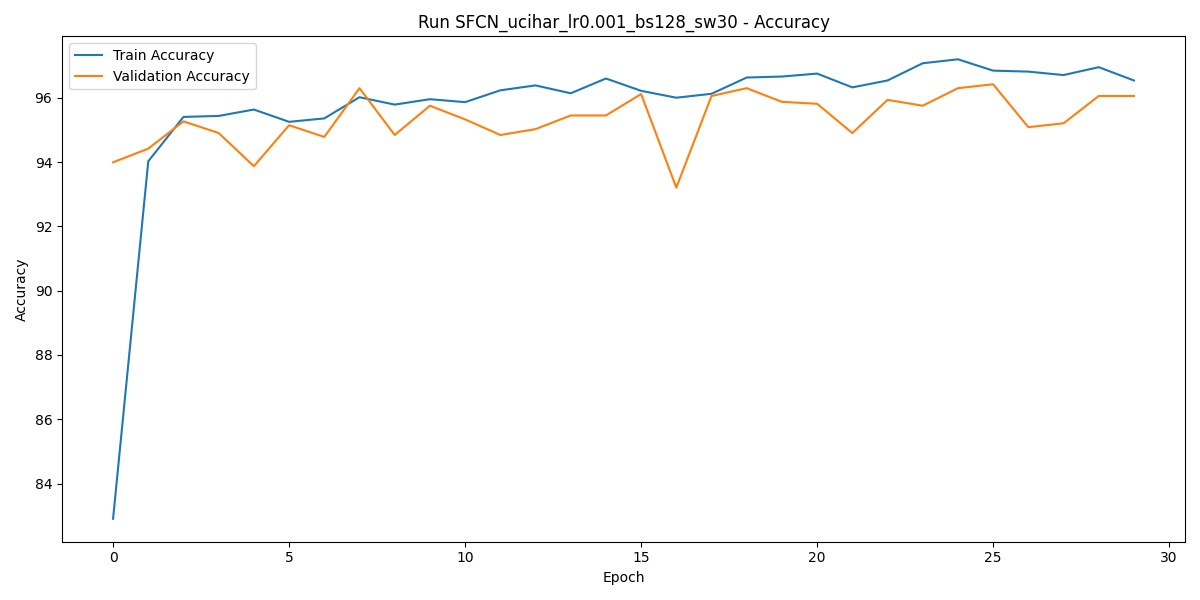 Run SFCN_ucihar_lr0.001_bs128_sw30 - Accuracy
Train Accuracy
Validation Accuracy
Accuracy
96
94
92
90
88
86
84
0 5 10 15 20 25 30
Epoch